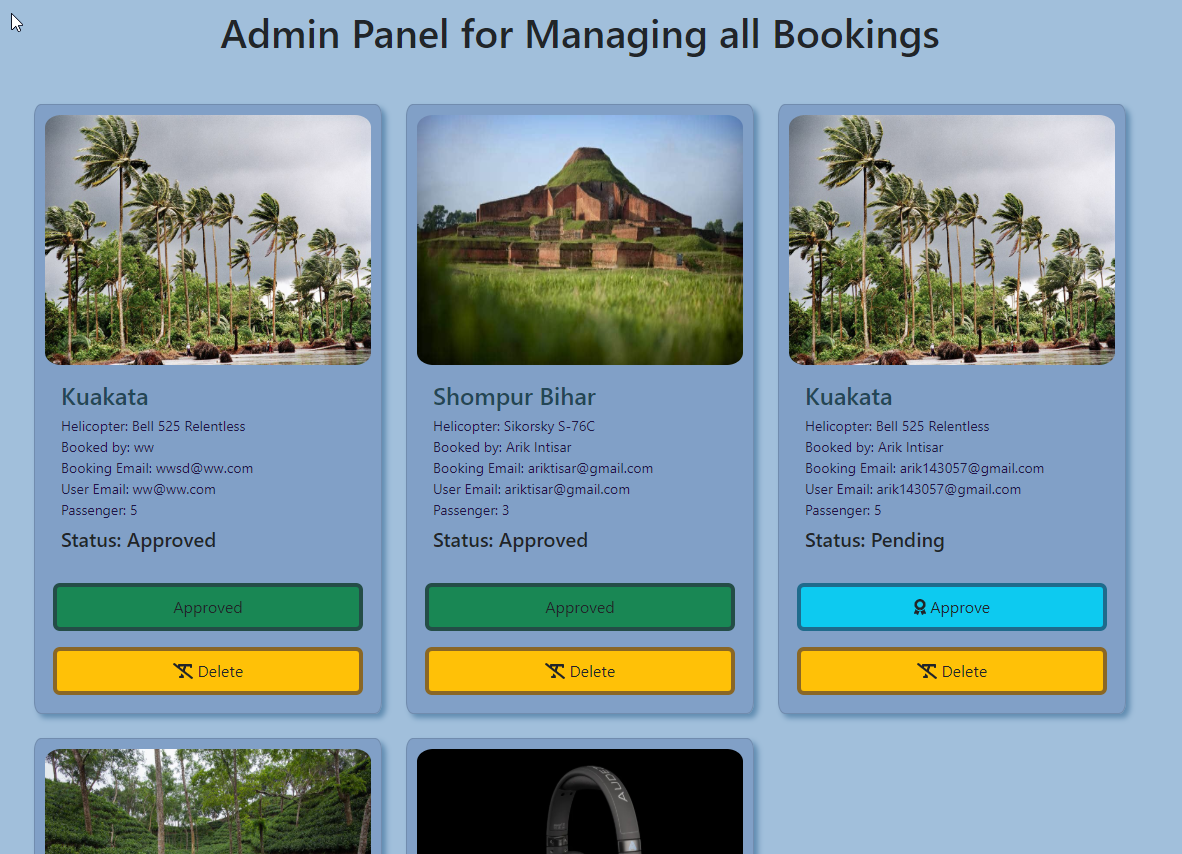 Admin Panel for Managing all Bookings
Kuakata
Helicopter: Bell 525 Relentless
Booked by: ww
Booking Email: wwsd@ww.com
User Email: ww@ww.com
Passenger: 5
Status: Approved
Approved
Delete
Shompur Bihar
Helicopter: Sikorsky S-76C
Booked by: Arik Intisar
Booking Email: ariktisar@gmail.com
User Email: ariktisar@gmail.com
Passenger: 3
Status: Approved
Approved
Delete
Kuakata
Helicopter: Bell 525 Relentless
Booked by: Arik Intisar
Booking Email: arik143057@gmail.com
User Email: arik143057@gmail.com
Passenger: 5
Status: Pending
Approve
Delete